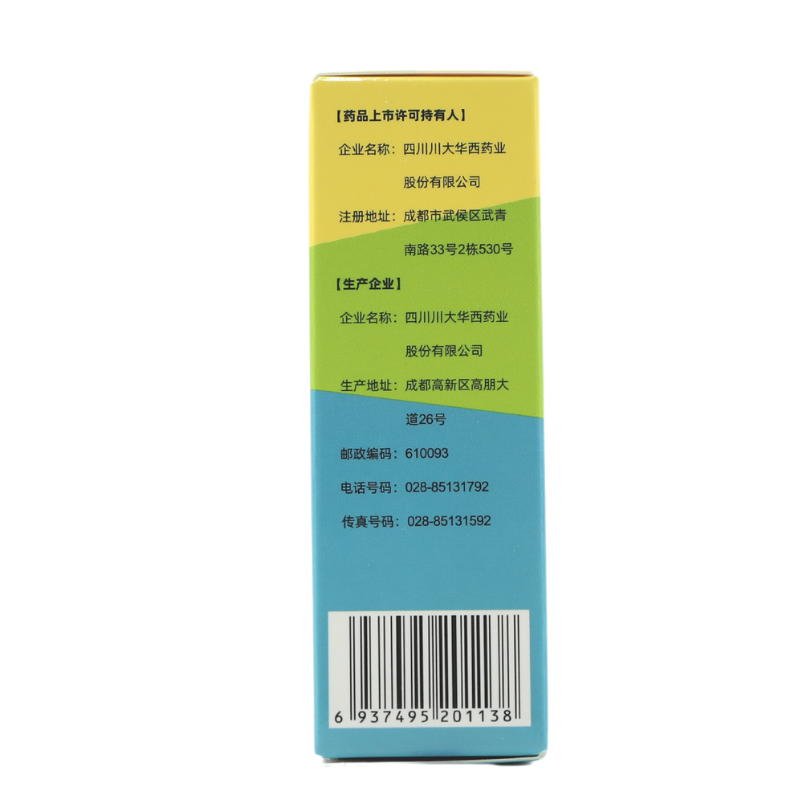 【药品上市许可持有人】
企业名称：四川川大华西药业
股份有限公司
注册地址：成都市武侯区武青
南路33号2栋530号
【生产企业】
企业名称：四川川大华西药业
股份有限公司
生产地址：成都高新区高朋大
道26号
邮政编码：610093
电话号码：028-85131792
传真号码：028-85131592
6 937495 201138